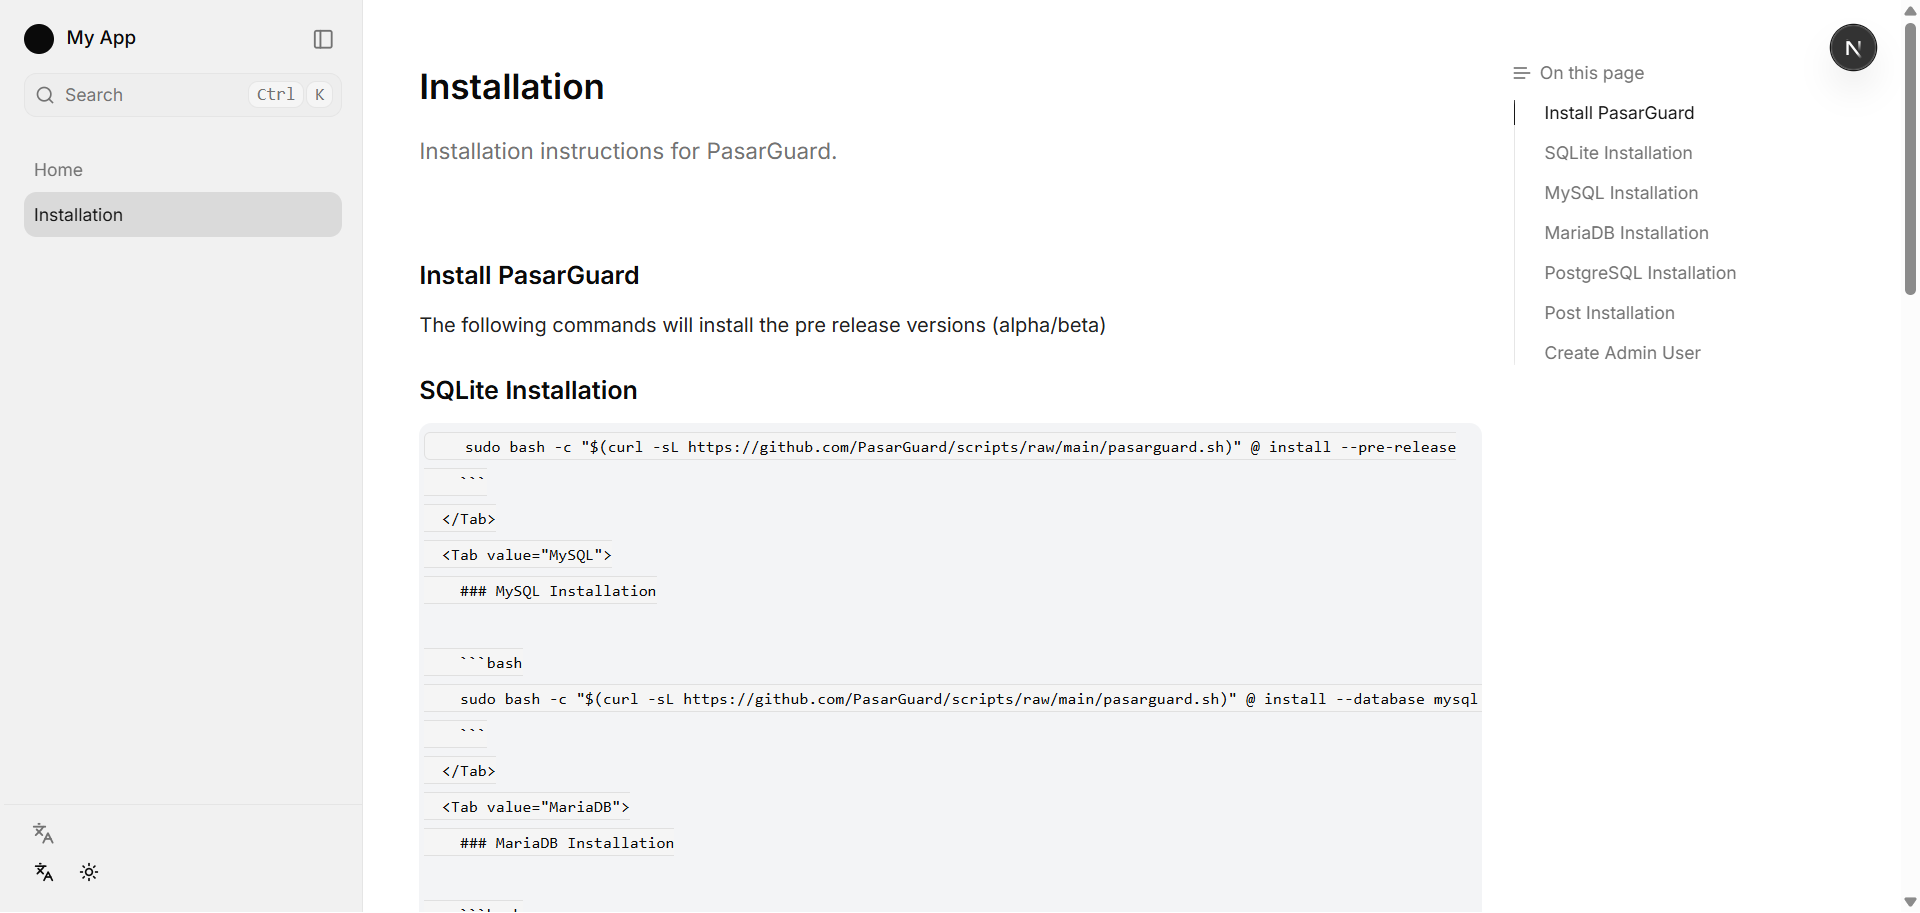 My App
Search
Ctrl K
Home
Installation
Installation
Installation instructions for PasarGuard.
Install PasarGuard
The following commands will install the pre release versions (alpha/beta)
SQLite Installation
sudo bash -c "$(curl -sL https://github.com/PasarGuard/scripts/raw/main/pasarguard.sh)" @ install --pre-release
```
</Tab>
<Tab value="MySQL">
### MySQL Installation
```bash
sudo bash -c "$(curl -sL https://github.com/PasarGuard/scripts/raw/main/pasarguard.sh)" @ install --database mysql
```
</Tab>
<Tab value="MariaDB">
### MariaDB Installation
On this page
Install PasarGuard
SQLite Installation
MySQL Installation
MariaDB Installation
PostgreSQL Installation
Post Installation
Create Admin User
N